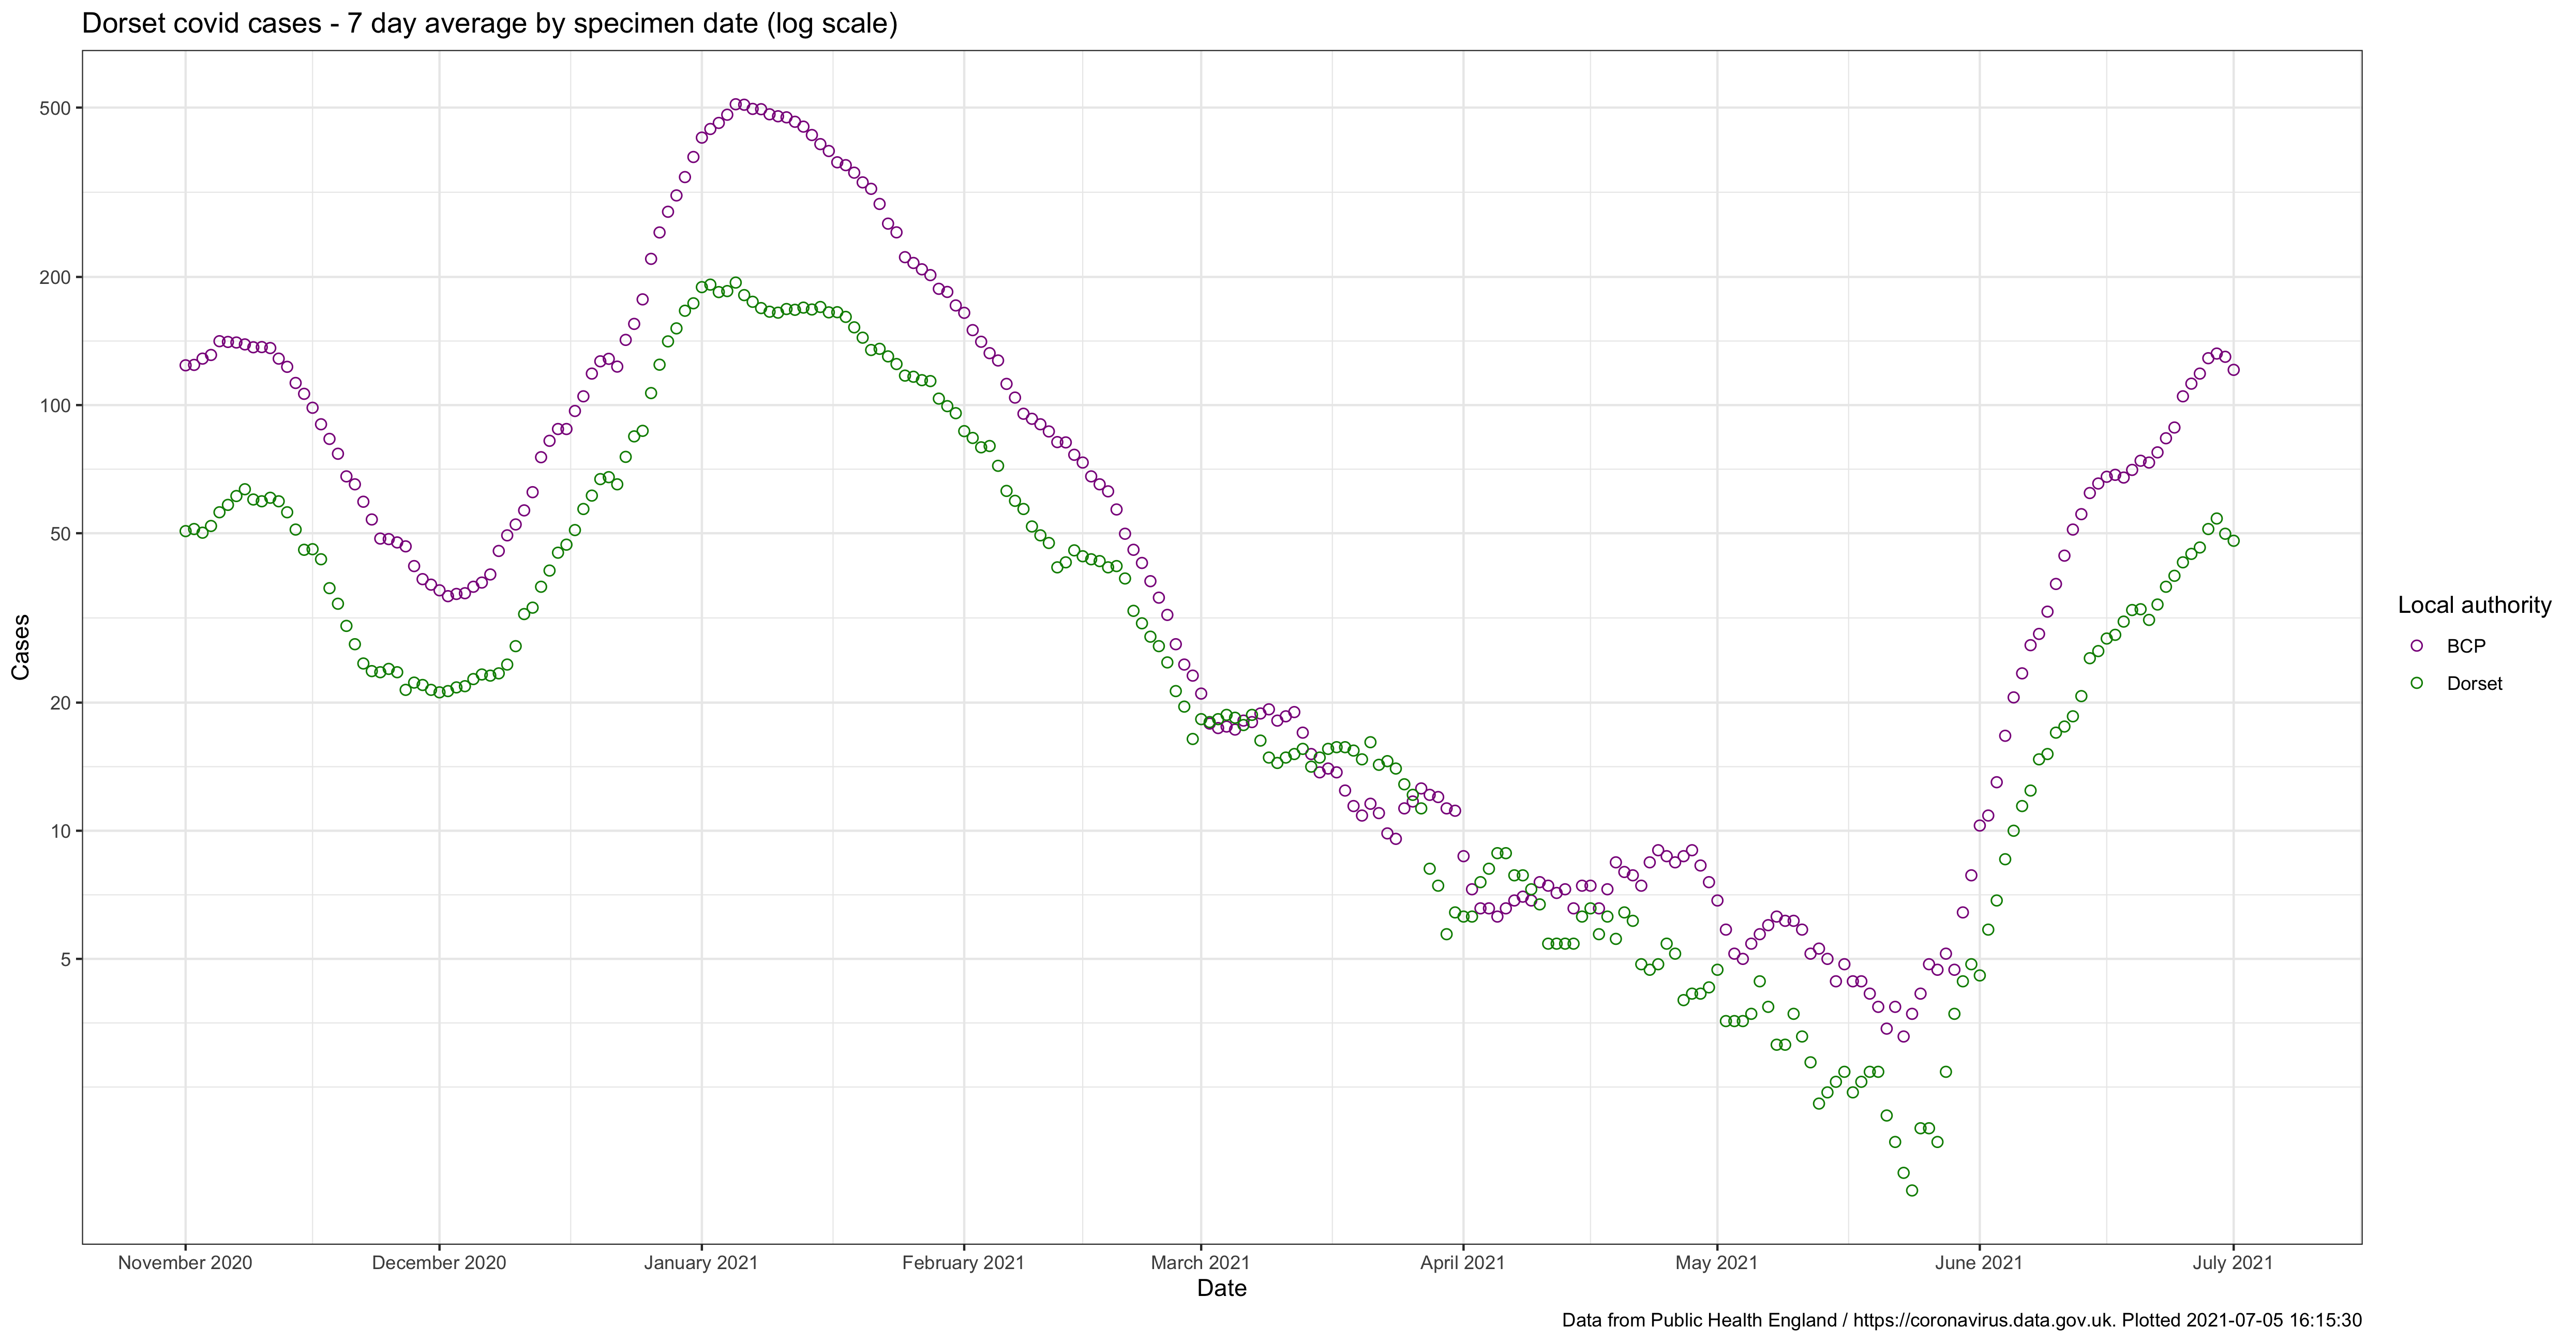 Dorset covid cases - 7 day average by specimen date (log scale)
500
200
100
50
20
10
5
Cases
November 2020
December 2020
January 2021
February 2021
March 2021
April 2021
May 2021
June 2021
July 2021
Date
Local authority
BCP
Dorset
Data from Public Health England / https://coronavirus.data.gov.uk. Plotted 2021-07-05 16:15:30